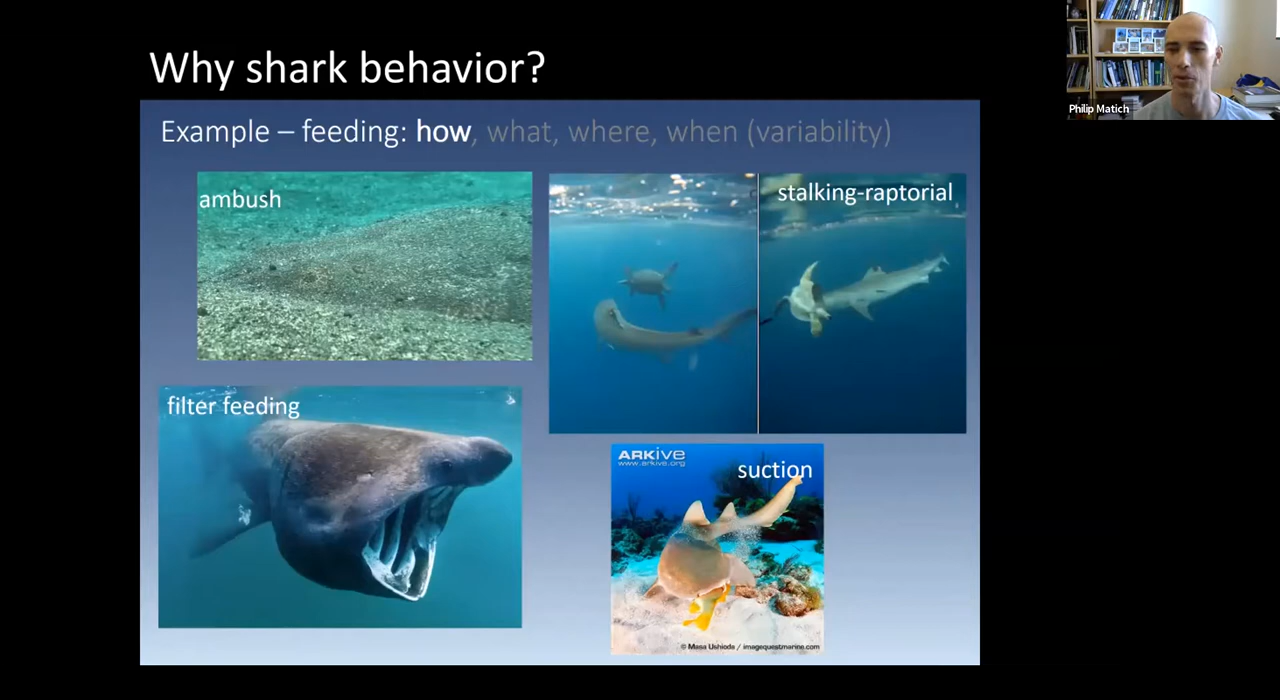 Why shark behavior?
Philip Matich
Example – feeding: how, what, where, when (variability)
ambush
stalking-raptorial
filter feeding
ARKive
www.arkive.org
suction
© Masa Ushioda / imagequestmarine.com